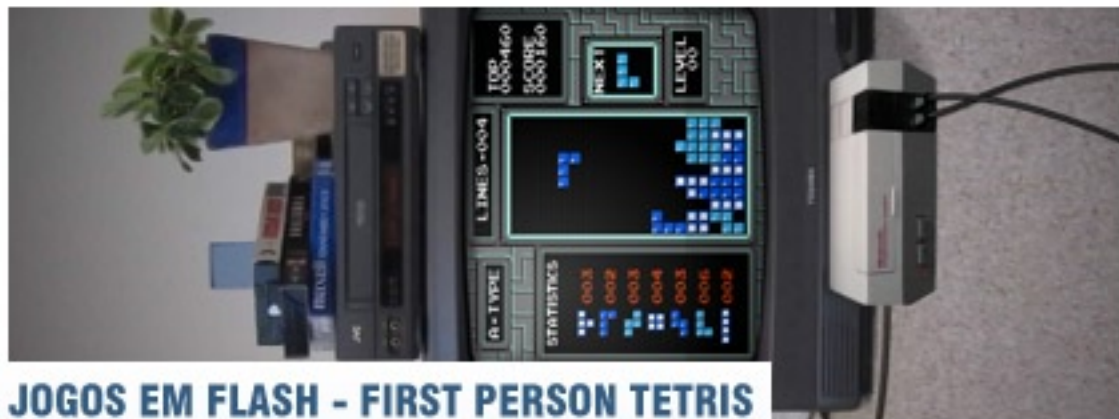 TOP
000460
SCORE
000160
NEXT
LEVEL
00
LINES-004
A-TYPE
STATISTICS
003
002
003
004
003
006
002
JVC
JOGOS EM FLASH - FIRST PERSON TETRIS